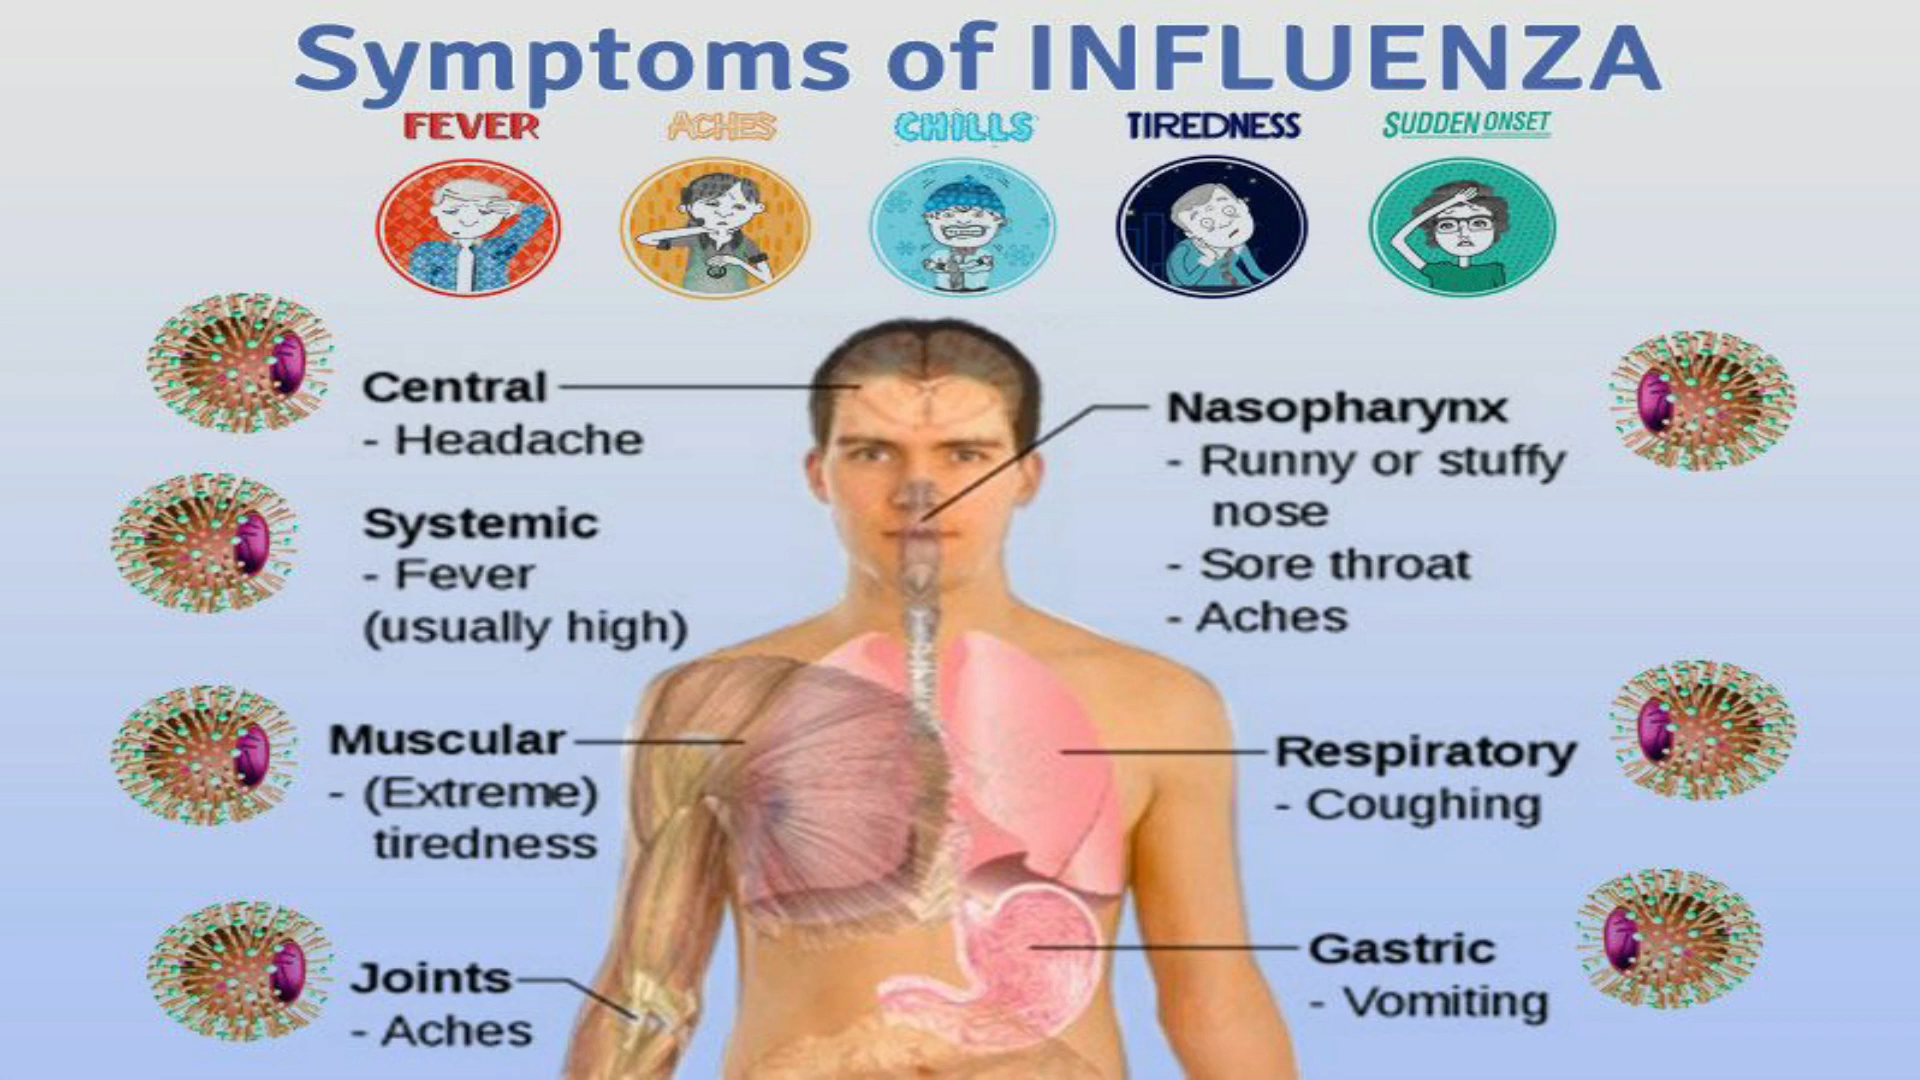 Symptoms of INFLUENZA
FEVER
ACHES
CHILLS
TIREDNESS
SUDDEN ONSET
Central
- Headache
Systemic
- Fever
(usually high)
Muscular
- (Extreme)
tiredness
Joints
- Aches
Nasopharynx
- Runny or stuffy
nose
- Sore throat
- Aches
Respiratory
- Coughing
Gastric
- Vomiting